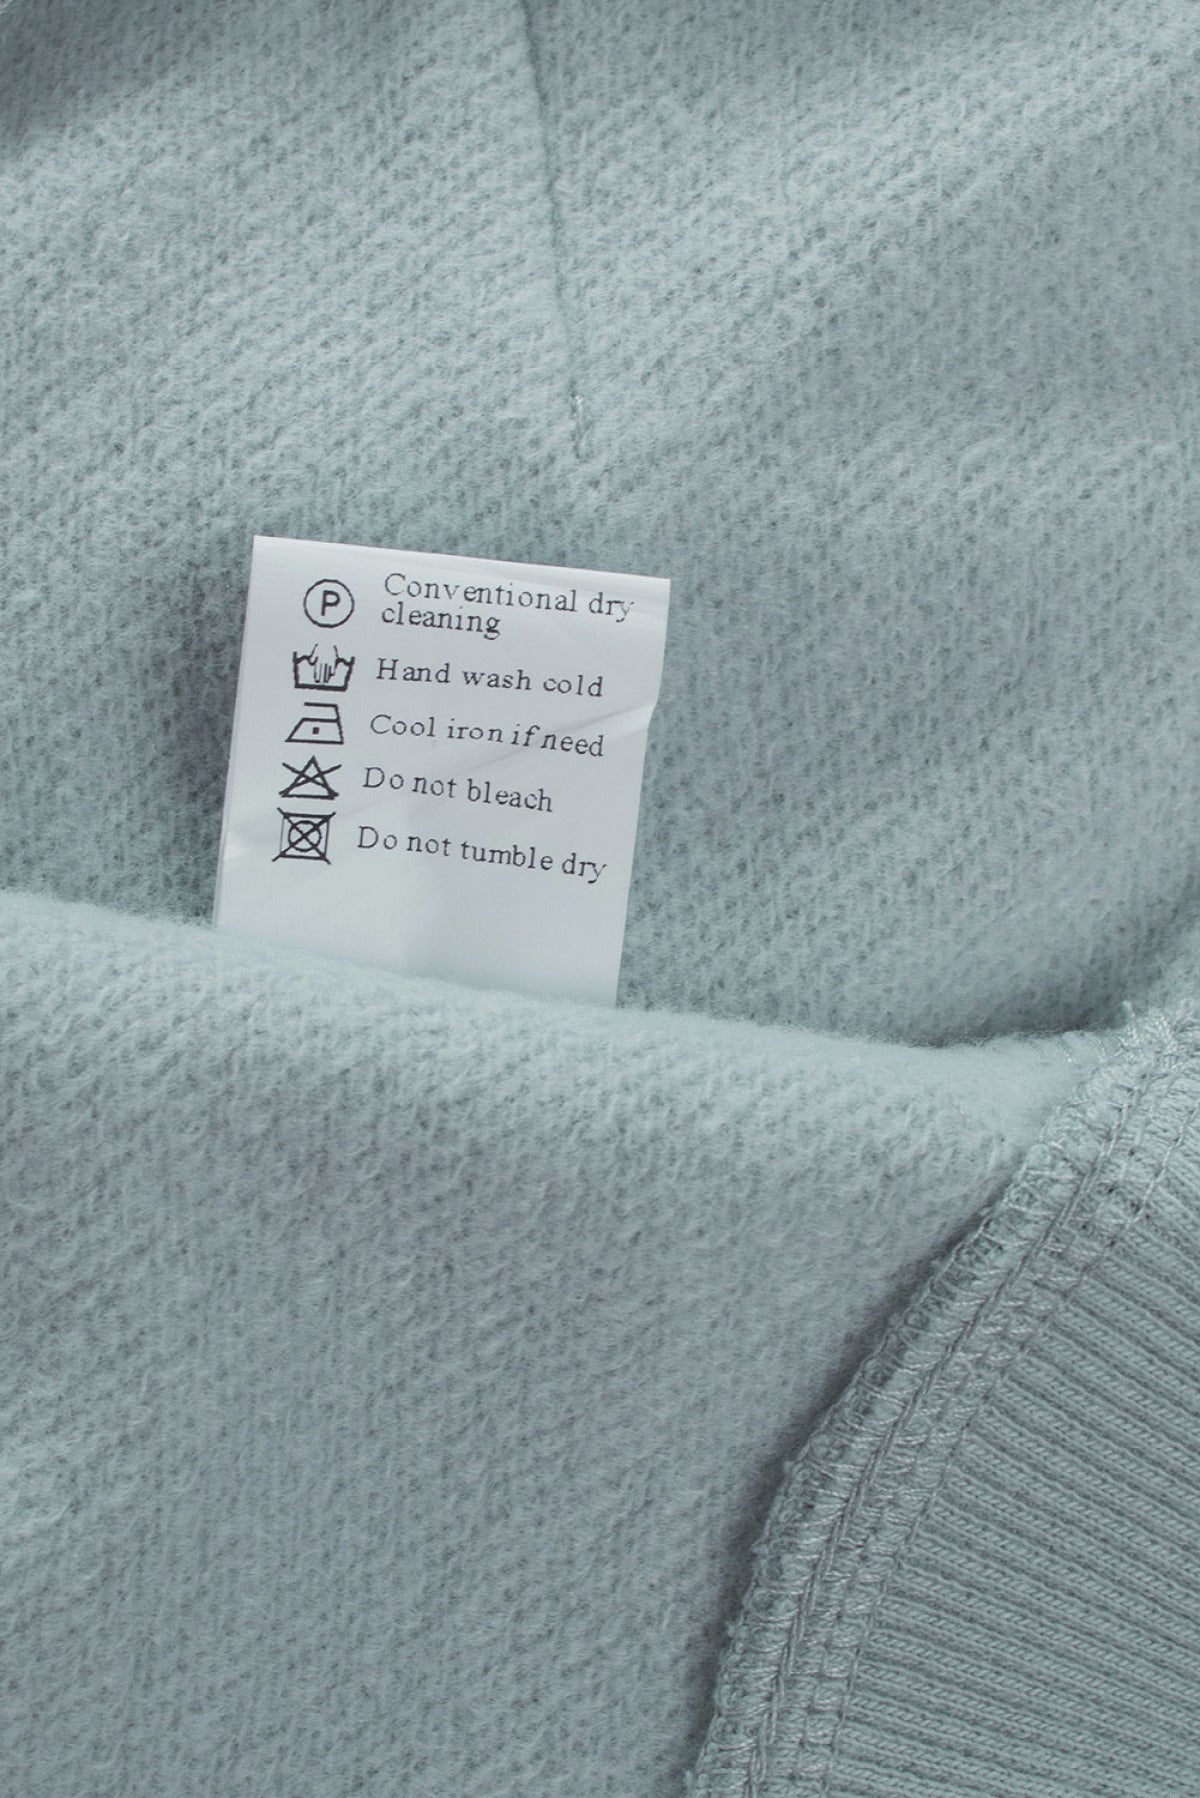 P
Conventional dry
cleaning
Hand wash cold
Cool iron if need
Do not bleach
Do not tumble dry